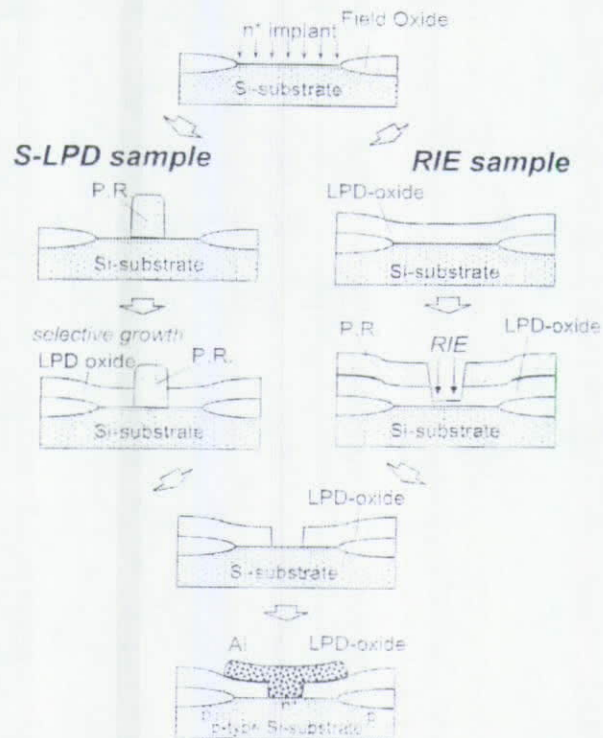 Field Oxide
n⁺ implant
Si-substrate
S-LPD sample
RIE sample
P.R.
LPD-oxide
Si-substrate
Si-substrate
selective growth
LPD oxide
P.R.
Si-substrate
P.R.
RIE
LPD-oxide
Si-substrate
LPD-oxide
Si-substrate
Al
LPD-oxide
n⁺
p-type Si-substrate